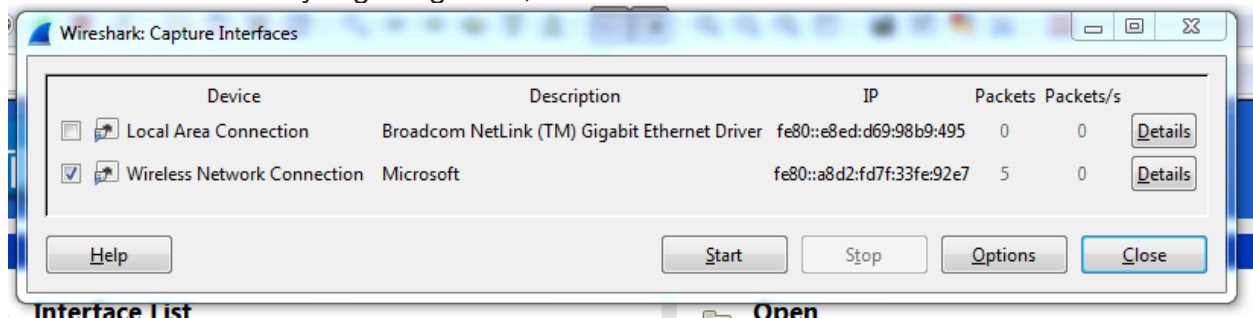 Wireshark: Capture Interfaces
Device Description IP Packets Packets/s
Local Area Connection Broadcom NetLink (TM) Gigabit Ethernet Driver fe80::e8ed:d69:98b9:495 0 0 Details
Wireless Network Connection Microsoft fe80::a8d2:fd7f:33fe:92e7 5 0 Details
Help Start Stop Options Close
Interface List Open